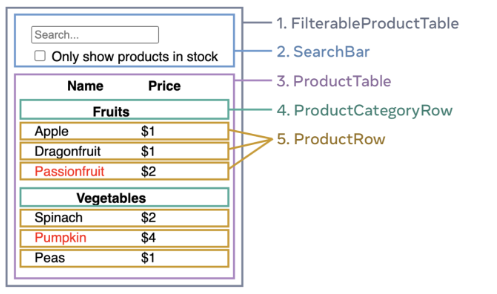 Search...
Only show products in stock
Name Price
Fruits
Apple $1
Dragonfruit $1
Passionfruit $2
Vegetables
Spinach $2
Pumpkin $4
Peas $1
1. FilterableProductTable
2. SearchBar
3. ProductTable
4. ProductCategoryRow
5. ProductRow